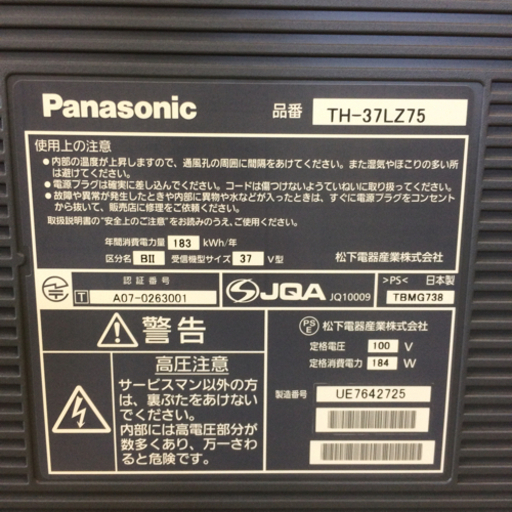 Panasonic 品番 TH-37LZ75
使用上の注意
●内部の温度が上昇しますので、通風孔の周囲に間隔をあけてください。また湿気やほこりの多い所
は避けてください。
●電源プラグは確実に差し込んでください。コードは傷つけないようていねいに取り扱ってください。
●故障や異常が発生したときや内部に異物や水などが入ったときは、すぐに電源プラグをコンセント
から抜いて、販売店に修理をご依頼ください。
取扱説明書の"安全上のご注意"をお読みのうえ、ご使用ください。
年間消費電力量 183 kWh/年
区分名 BII 受信機型サイズ 37 V型 松下電器産業株式会社
認証番号
T A07-0263001
JQA JQ10009
>PS< 日本製
TBMG738
警告
高圧注意
サービスマン以外の方
は、裏ぶたをあけない
でください。
内部には高電圧部分が
数多くあり、万一さわ
ると危険です。
PSE 松下電器産業株式会社
定格電圧 100 V
定格消費電力 184 W
製造番号 UE7642725